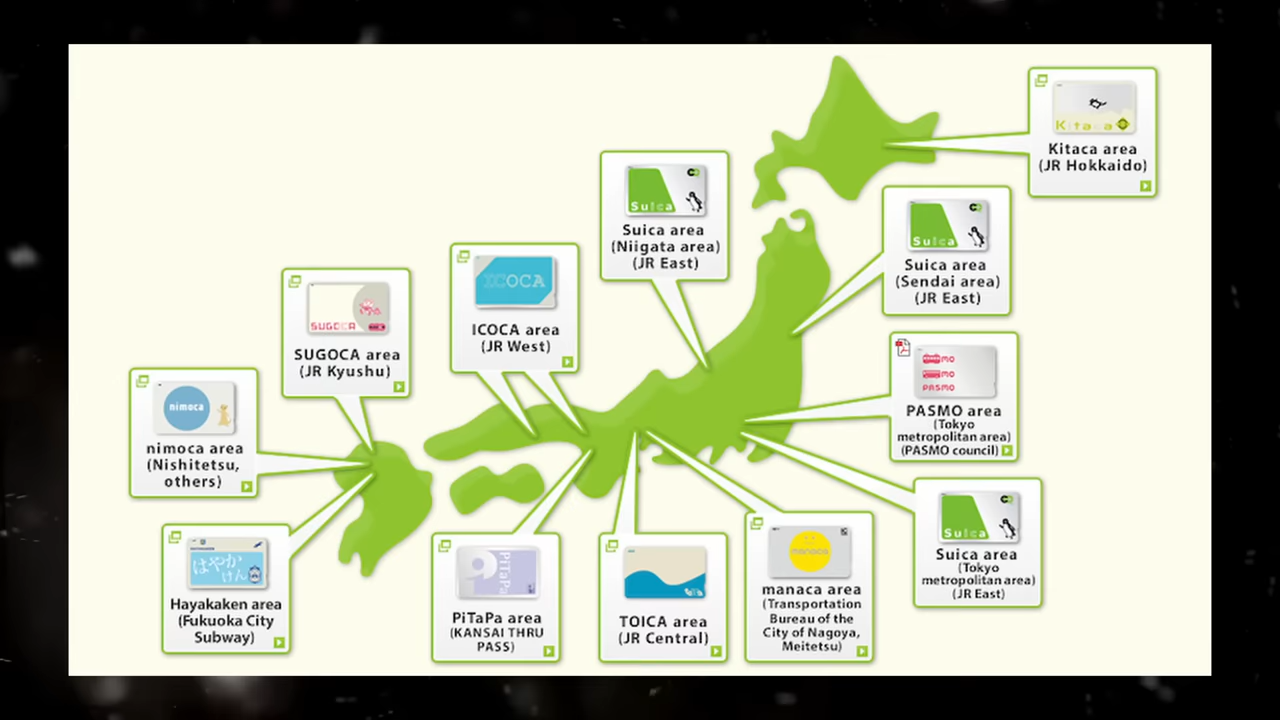 Kitaca
Kitaca area
(JR Hokkaido)
Suica
Suica area
(Niigata area)
(JR East)
Suica
Suica area
(Sendai area)
(JR East)
ICOCA
ICOCA area
(JR West)
SUGOCA
SUGOCA area
(JR Kyushu)
PASMO
PASMO area
(Tokyo
metropolitan area)
(PASMO council)
nimoca
nimoca area
(Nishitetsu,
others)
Suica
Suica area
(Tokyo
metropolitan area)
(JR East)
はやか
けん
Hayakaken area
(Fukuoka City
Subway)
PiTaPa
PiTaPa area
(KANSAI THRU
PASS)
TOICA area
(JR Central)
manaca
manaca area
(Transportation
Bureau of the
City of Nagoya,
Meitetsu)